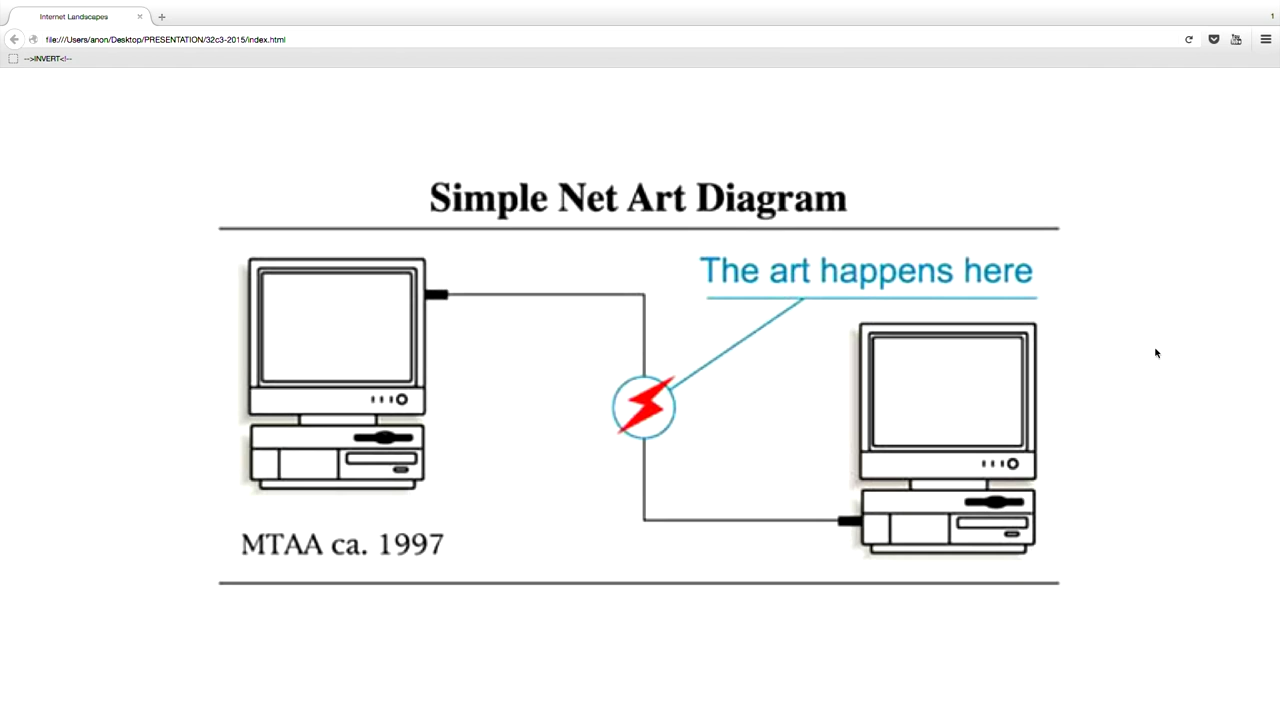 Internet Landscapes
1
file:///Users/anon/Desktop/PRESENTATION/32c3-2015/index.html
-->INVERT<!--
Simple Net Art Diagram
The art happens here
MTAA ca. 1997